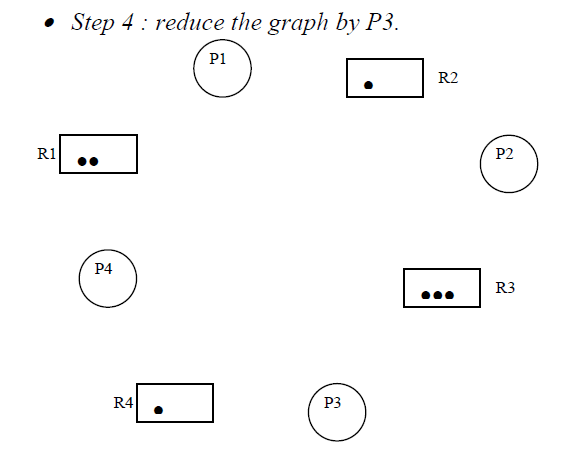 • Step 4 : reduce the graph by P3.
P1
R2
R1
P2
P4
R3
R4
P3